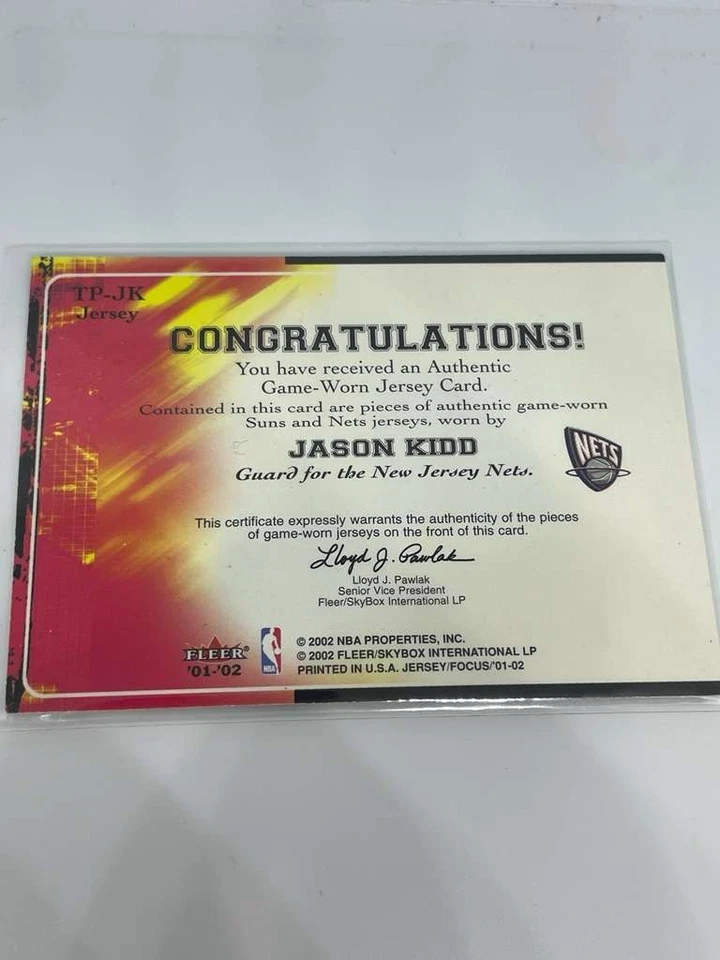 TP-JK
Jersey
CONGRATULATIONS!
You have received an Authentic
Game-Worn Jersey Card.
Contained in this card are pieces of authentic game-worn
Suns and Nets jerseys, worn by
JASON KIDD
Guard for the New Jersey Nets.
NETS
This certificate expressly warrants the authenticity of the pieces
of game-worn jerseys on the front of this card.
Lloyd J. Pawlak
Lloyd J. Pawlak
Senior Vice President
Fleer/SkyBox International LP
FLEER®
'01-'02
NBA
© 2002 NBA PROPERTIES, INC.
© 2002 FLEER/SKYBOX INTERNATIONAL LP
PRINTED IN U.S.A. JERSEY/FOCUS/'01-02